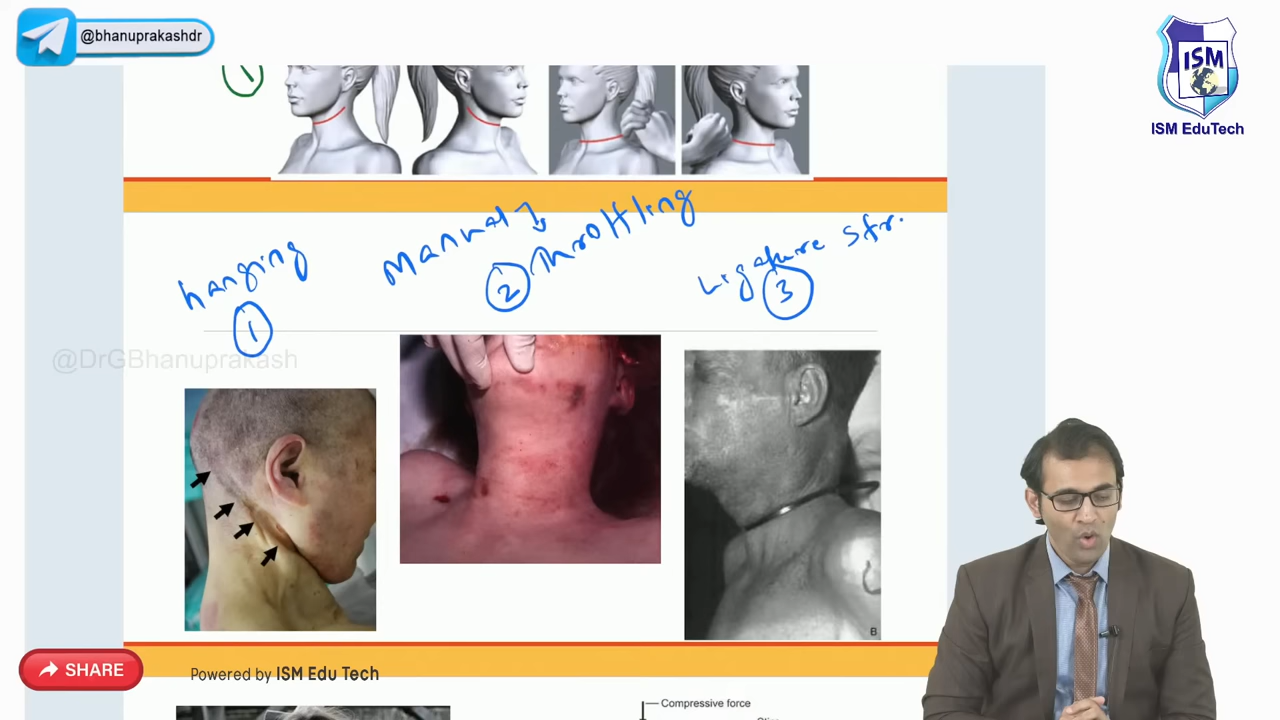 @bhanuprakashdr
ISM
ISM EduTech
1
hanging
1
Manual
Throttling
2
Ligature Str.
3
@DrGBhanuprakash
B
SHARE
Powered by ISM Edu Tech
Compressive force